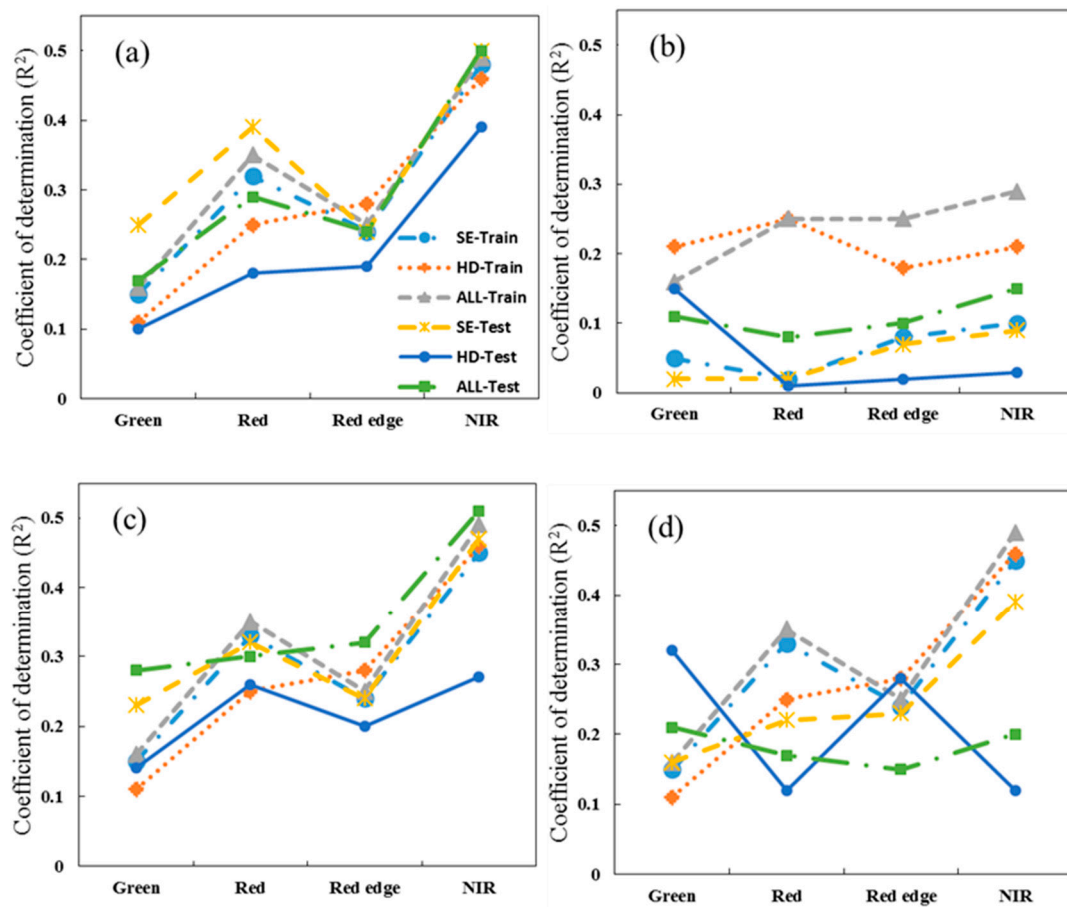 (a)
Coefficient of determination (R²)
0.5
0.4
0.3
0.2
0.1
0
Green Red Red edge NIR
SE-Train
HD-Train
ALL-Train
SE-Test
HD-Test
ALL-Test
(b)
Coefficient of determination (R²)
0.5
0.4
0.3
0.2
0.1
0
Green Red Red edge NIR
(c)
Coefficient of determination (R²)
0.5
0.4
0.3
0.2
0.1
0
Green Red Red edge NIR
(d)
Coefficient of determination (R²)
0.5
0.4
0.3
0.2
0.1
0
Green Red Red edge NIR